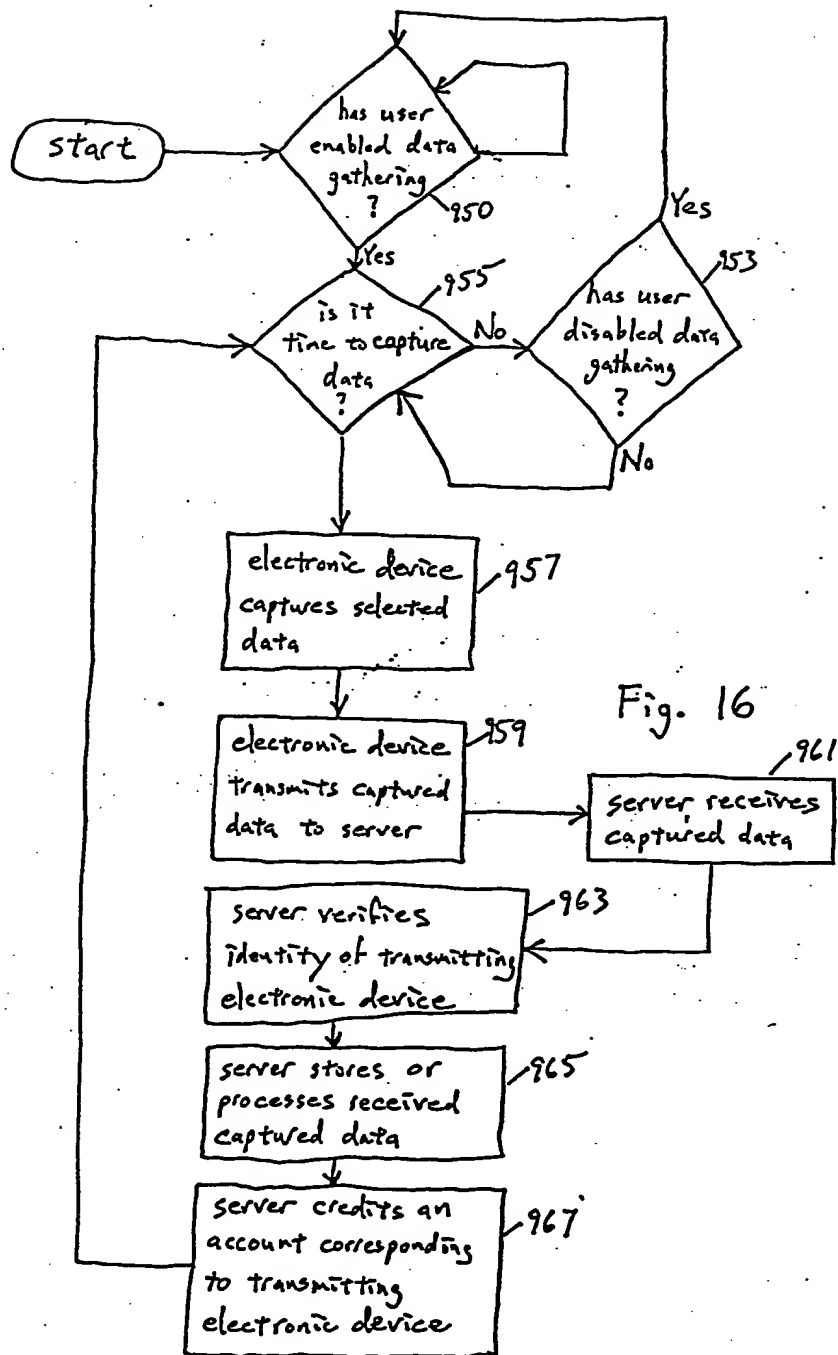 start
has user
enabled data
gathering
?
950
Yes
is it
time to capture
data
?
955
No
has user
disabled data
gathering
?
953
Yes
No
electronic device
captures selected
data
957
Fig. 16
electronic device
transmits captured
data to server
959
server receives
captured data
961
server verifies
identity of transmitting
electronic device
963
server stores or
processes received
captured data
965
server credits an
account corresponding
to transmitting
electronic device
967